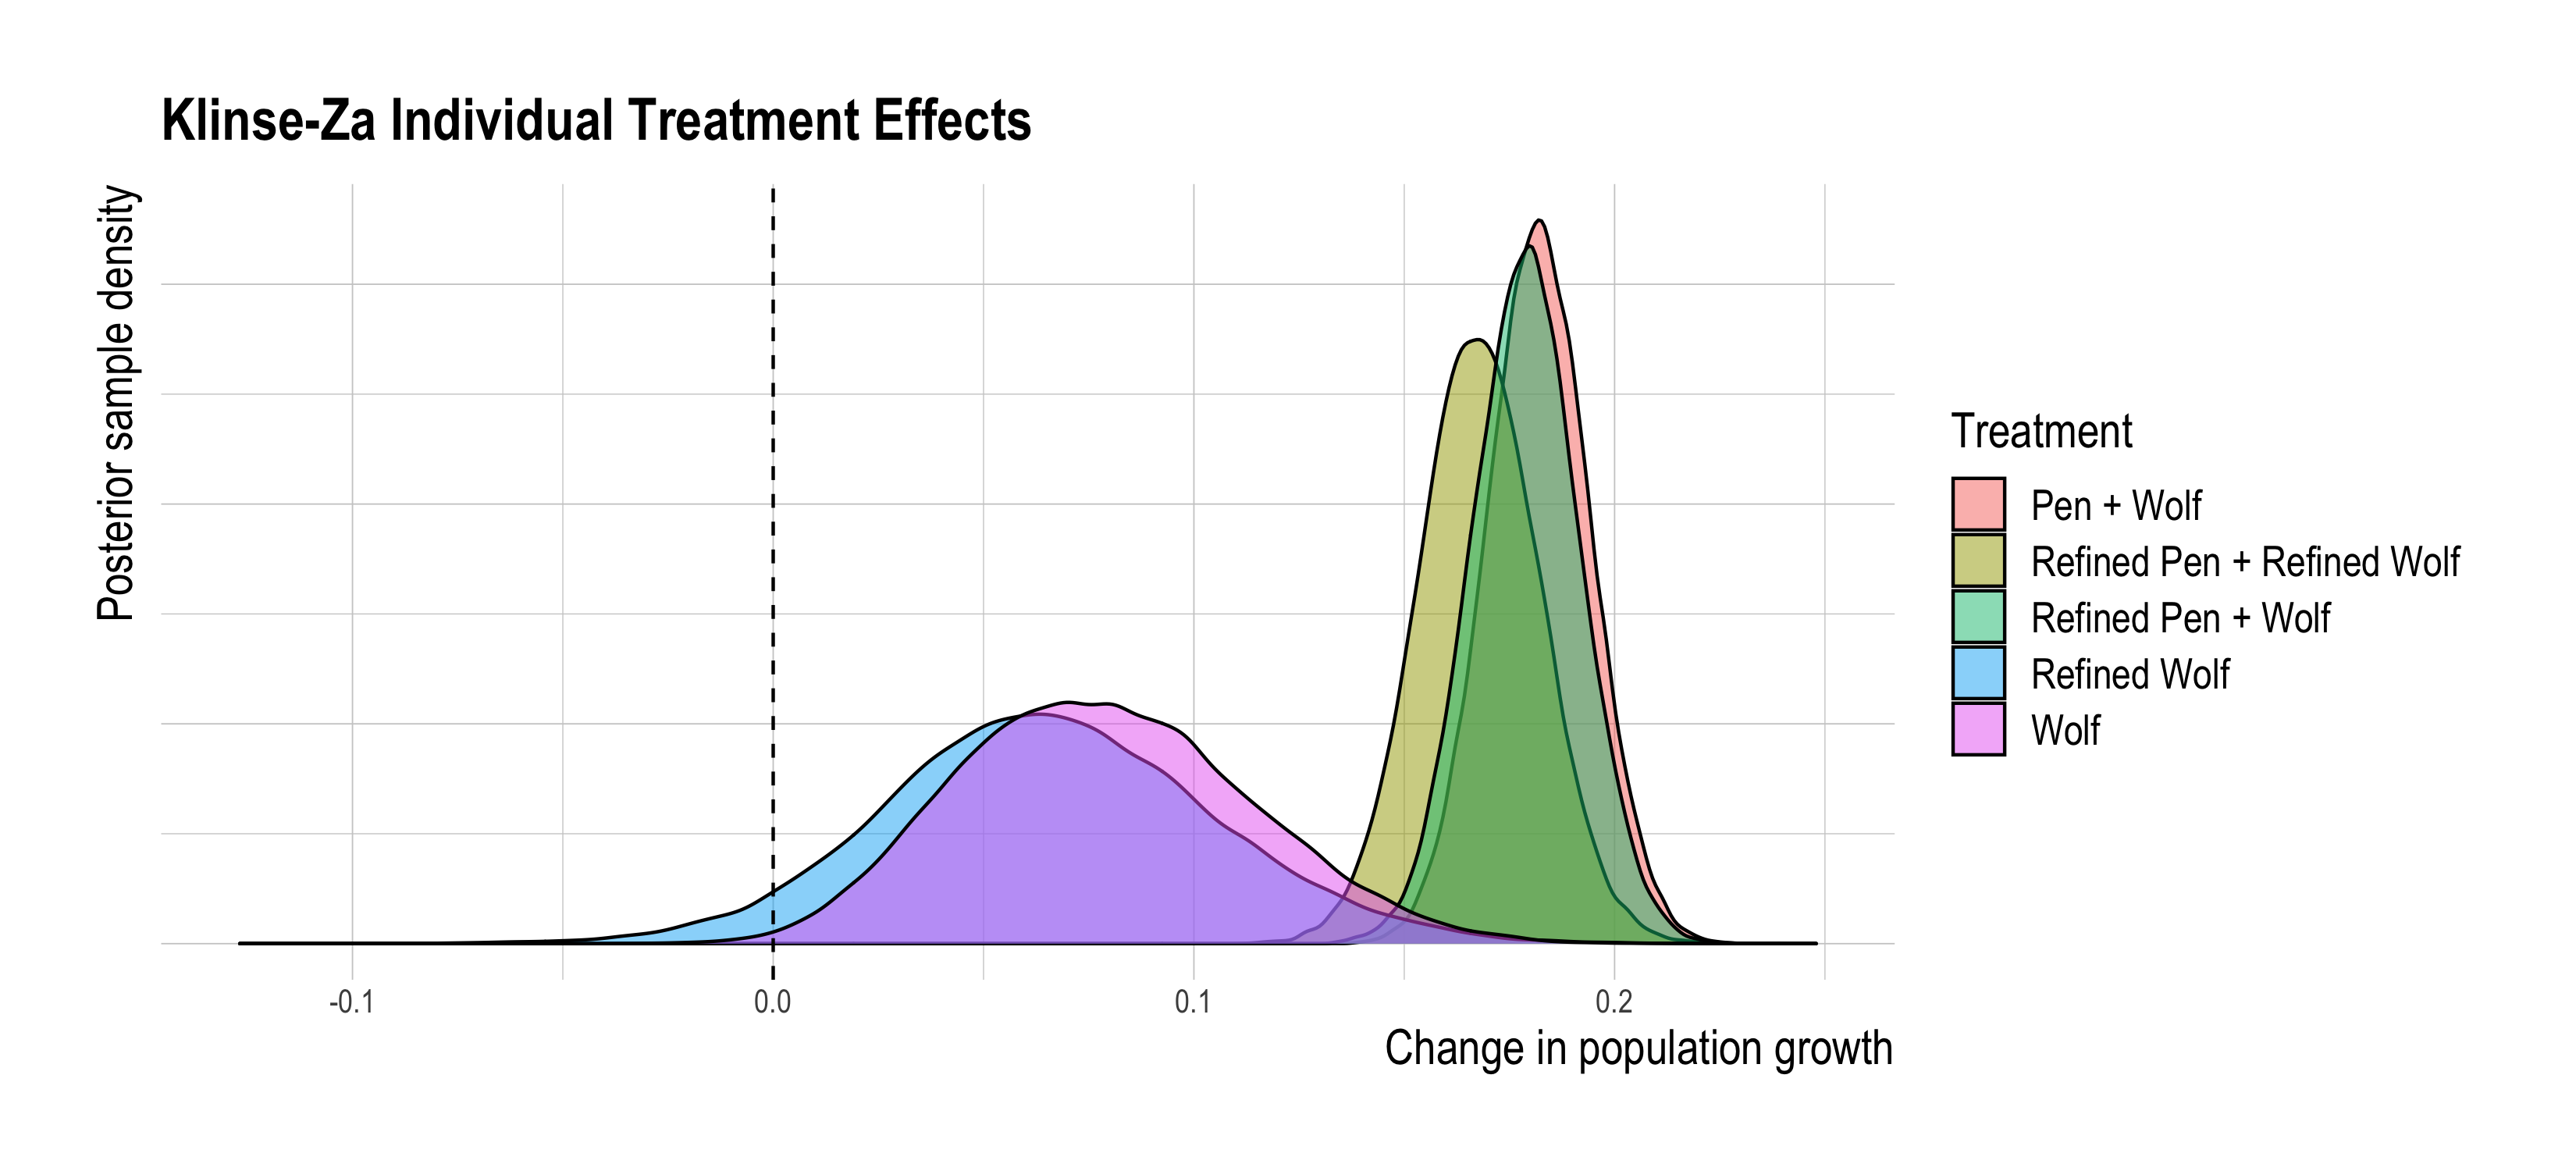 Klinse-Za Individual Treatment Effects
Posterior sample density
-0.1
0.0
0.1
0.2
Change in population growth
Treatment
Pen + Wolf
Refined Pen + Refined Wolf
Refined Pen + Wolf
Refined Wolf
Wolf